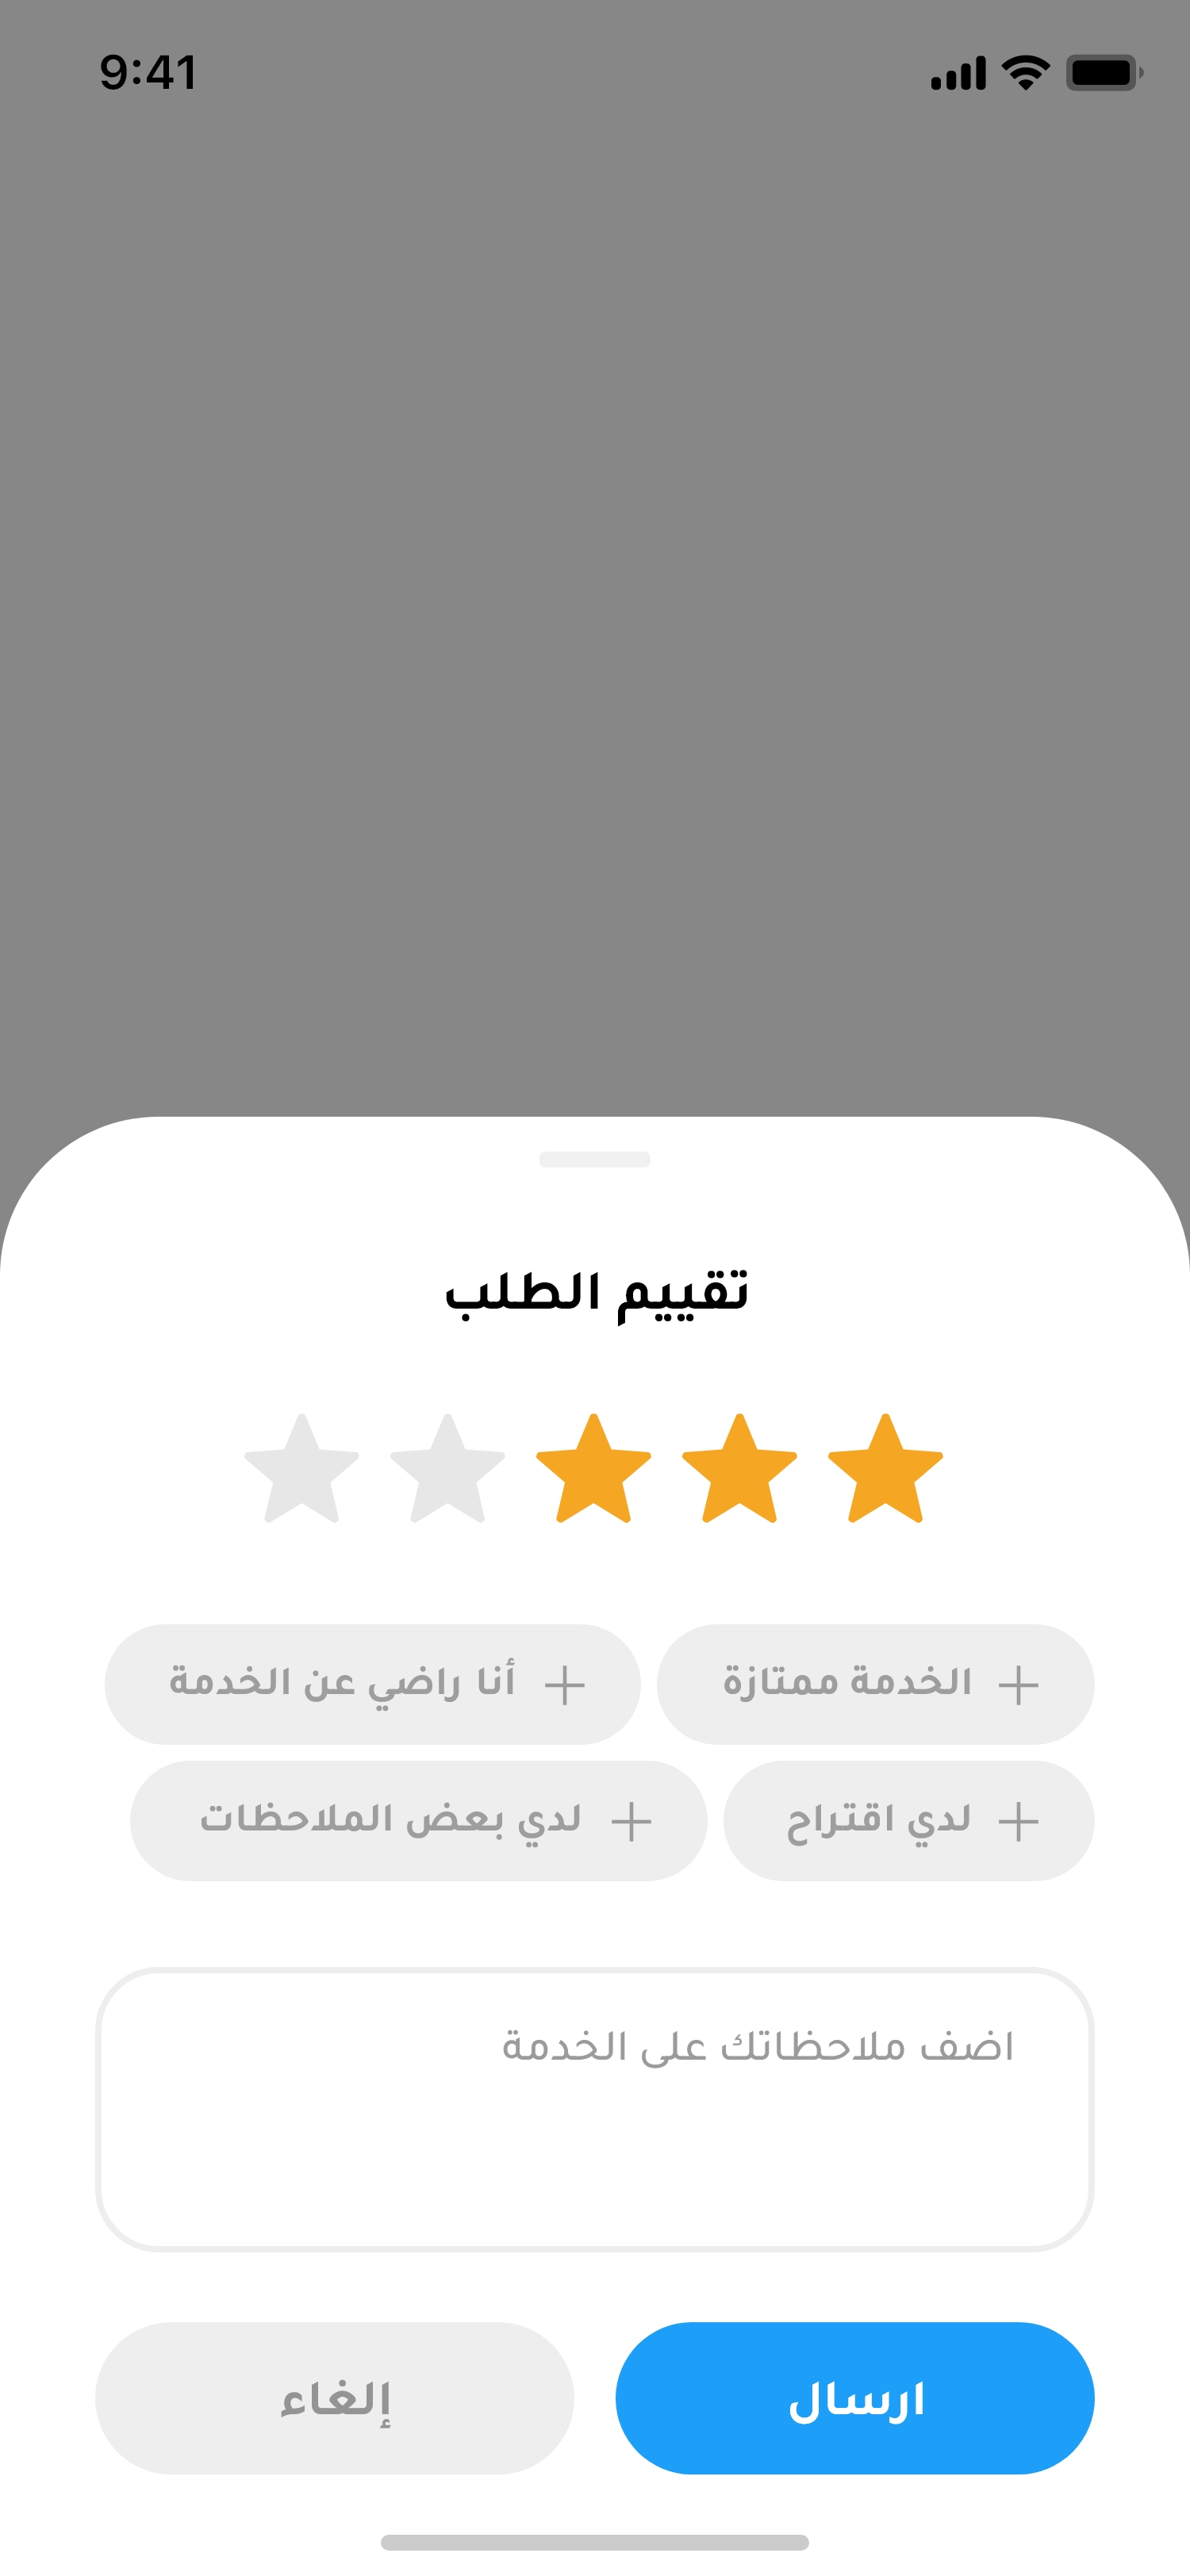 9:41
تقييم الطلب
الخدمة ممتازة
أنا راضي عن الخدمة
لدي اقتراح
لدي بعض الملاحظات
اضف ملاحظاتك على الخدمة
ارسال
إلغاء